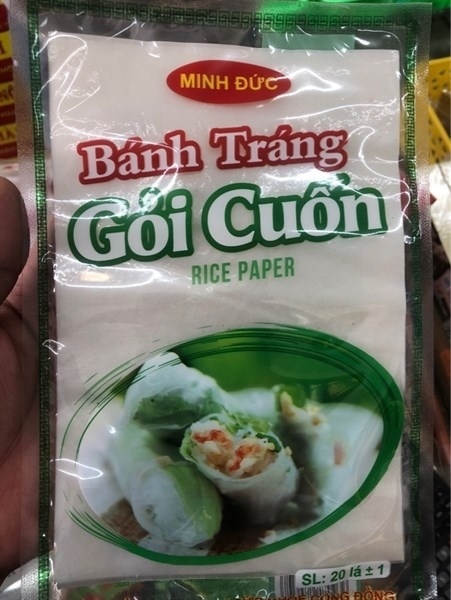 MINH ĐỨC
Bánh Tráng
Gỏi Cuốn
RICE PAPER
SL: 20 lá ± 1